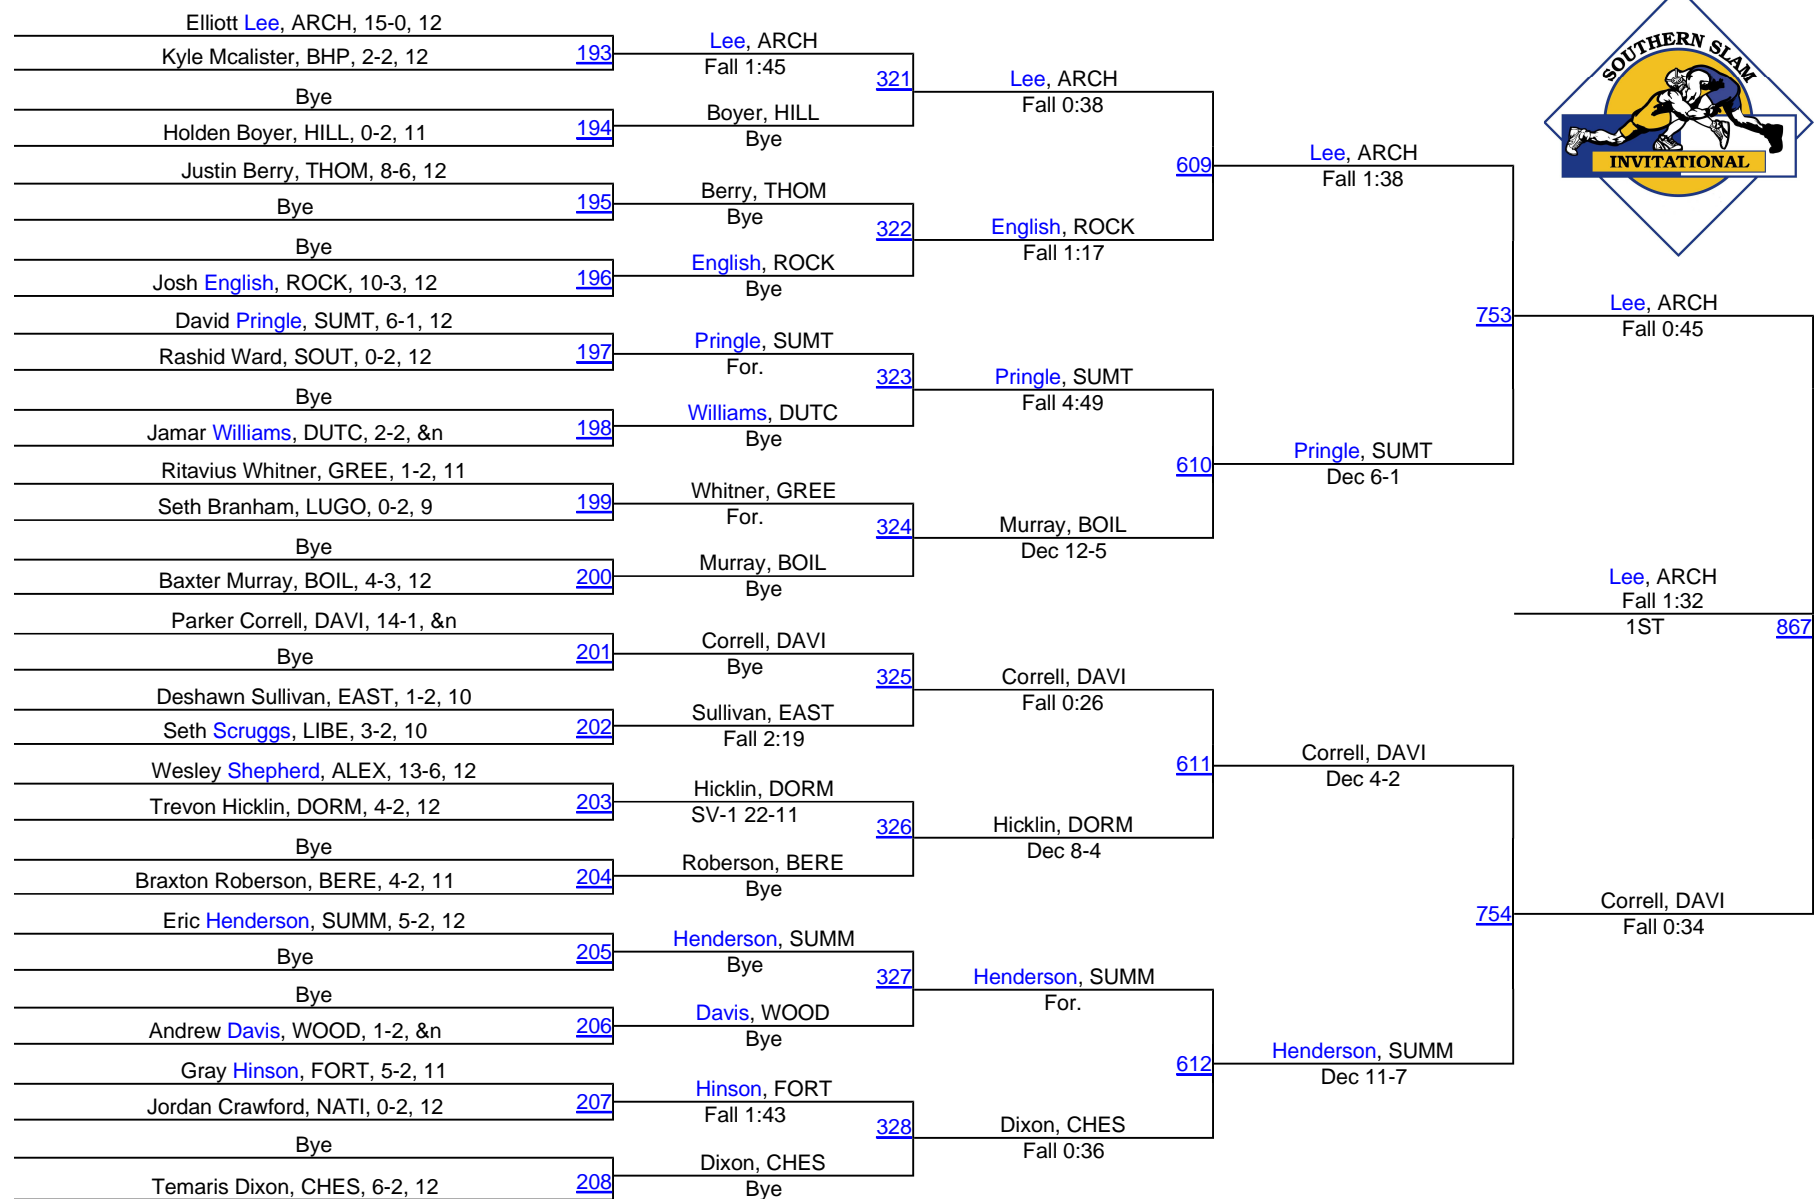 SOUTHERN SLAM
INVITATIONAL
Elliott Lee, ARCH, 15-0, 12
Kyle Mcalister, BHP, 2-2, 12
193
Bye
Holden Boyer, HILL, 0-2, 11
194
Justin Berry, THOM, 8-6, 12
Bye
195
Bye
Josh English, ROCK, 10-3, 12
196
David Pringle, SUMT, 6-1, 12
Rashid Ward, SOUT, 0-2, 12
197
Bye
Jamar Williams, DUTC, 2-2, &n
198
Ritavius Whitner, GREE, 1-2, 11
Seth Branham, LUGO, 0-2, 9
199
Bye
Baxter Murray, BOIL, 4-3, 12
200
Parker Correll, DAVI, 14-1, &n
Bye
201
Deshawn Sullivan, EAST, 1-2, 10
Seth Scruggs, LIBE, 3-2, 10
202
Wesley Shepherd, ALEX, 13-6, 12
Trevon Hicklin, DORM, 4-2, 12
203
Bye
Braxton Roberson, BERE, 4-2, 11
204
Eric Henderson, SUMM, 5-2, 12
Bye
205
Bye
Andrew Davis, WOOD, 1-2, &n
206
Gray Hinson, FORT, 5-2, 11
Jordan Crawford, NATI, 0-2, 12
207
Bye
Temaris Dixon, CHES, 6-2, 12
208
Lee, ARCH
Fall 1:45
321
Boyer, HILL
Bye
Berry, THOM
Bye
322
English, ROCK
Bye
Pringle, SUMT
For.
323
Williams, DUTC
Bye
Whitner, GREE
For.
324
Murray, BOIL
Bye
Correll, DAVI
Bye
325
Sullivan, EAST
Fall 2:19
Hicklin, DORM
SV-1 22-11
326
Roberson, BERE
Bye
Henderson, SUMM
Bye
327
Davis, WOOD
Bye
Hinson, FORT
Fall 1:43
328
Dixon, CHES
Bye
Lee, ARCH
Fall 0:38
609
English, ROCK
Fall 1:17
Pringle, SUMT
Fall 4:49
610
Murray, BOIL
Dec 12-5
Correll, DAVI
Fall 0:26
611
Hicklin, DORM
Dec 8-4
Henderson, SUMM
For.
612
Dixon, CHES
Fall 0:36
Lee, ARCH
Fall 1:38
753
Pringle, SUMT
Dec 6-1
Correll, DAVI
Dec 4-2
754
Henderson, SUMM
Dec 11-7
Lee, ARCH
Fall 0:45
Lee, ARCH
Fall 1:32
1ST
867
Correll, DAVI
Fall 0:34